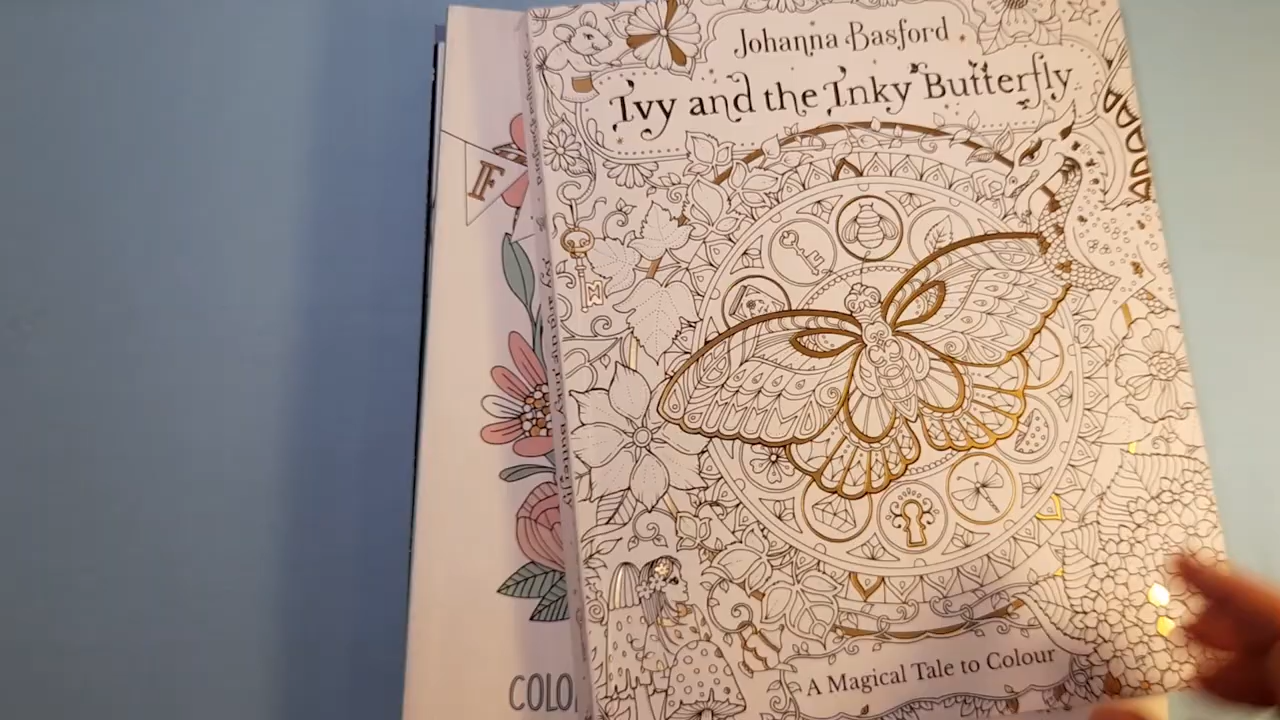 Johanna Basford
Ivy and the Inky Butterfly
A Magical Tale to Colour
F
COLO